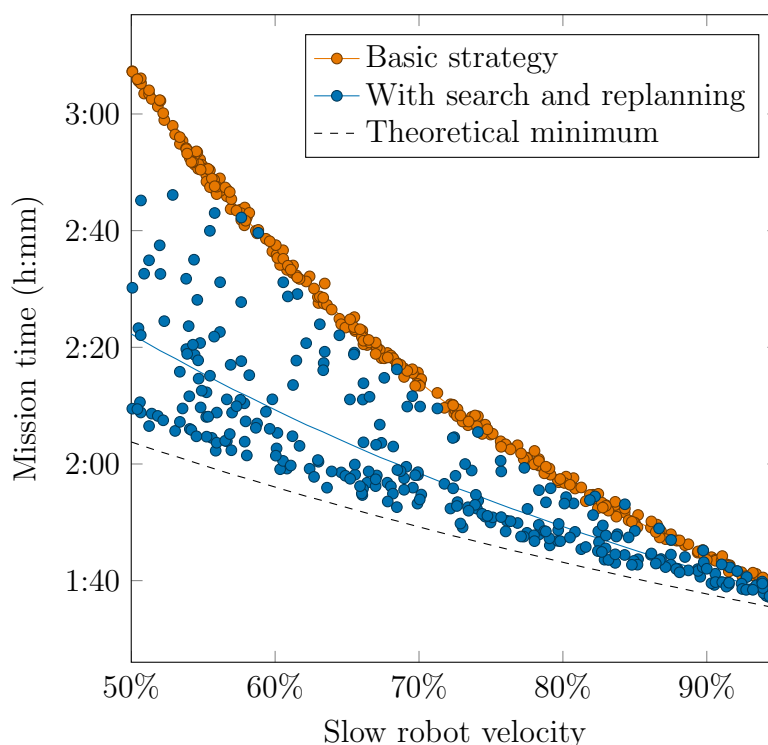 Basic strategy
With search and replanning
Theoretical minimum
3:00
2:40
2:20
2:00
1:40
Mission time (h:mm)
50% 60% 70% 80% 90%
Slow robot velocity